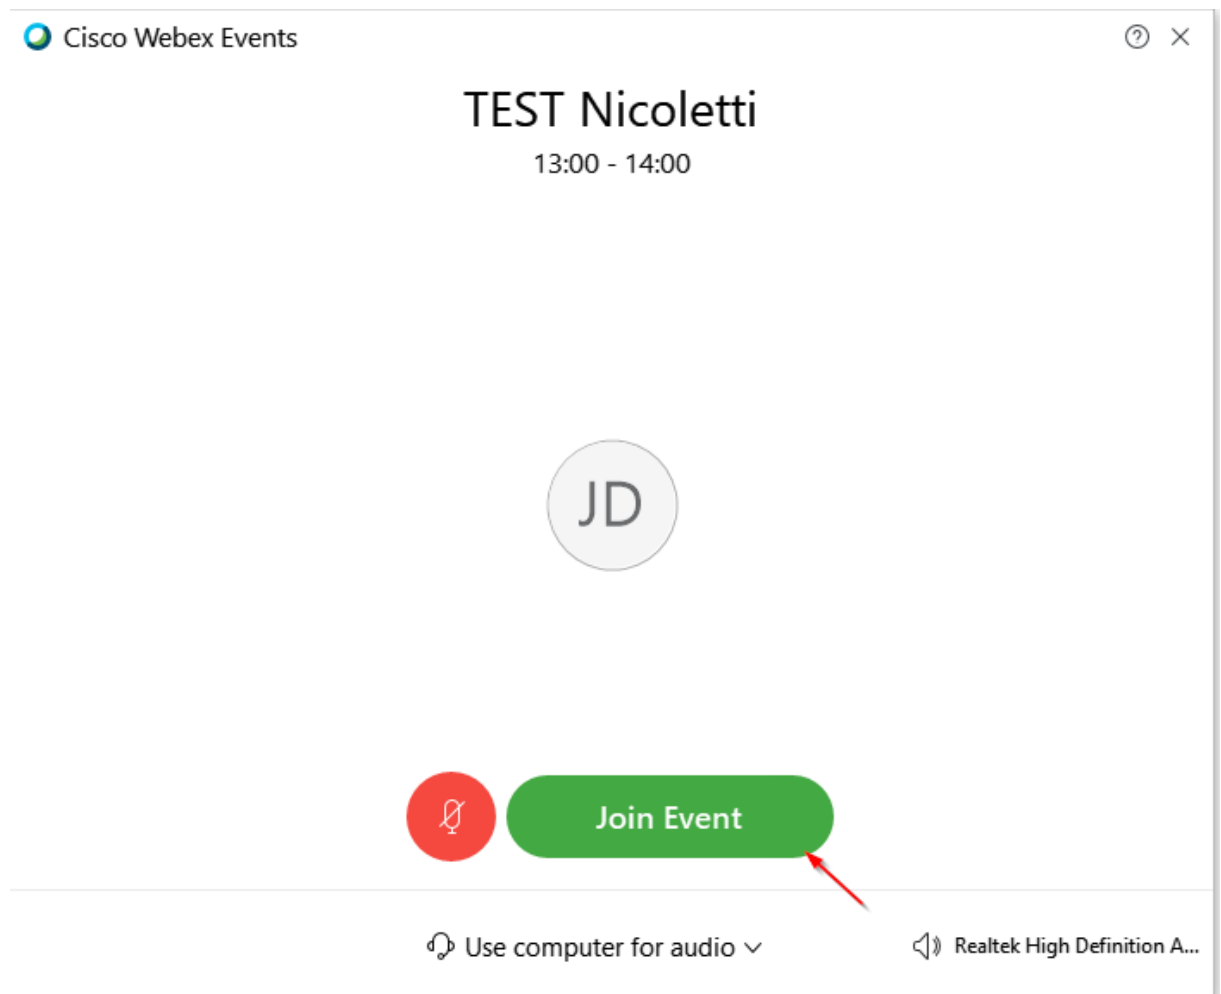 Cisco Webex Events
TEST Nicoletti
13:00 - 14:00
JD
Join Event
Use computer for audio
Realtek High Definition A...